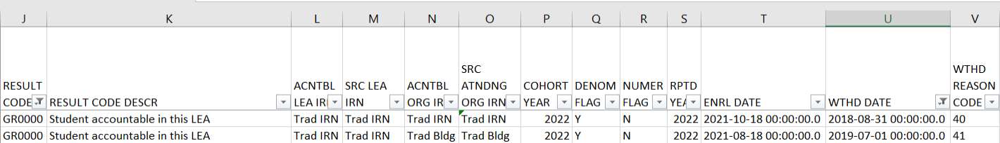 J K L M N O P Q R S T U V
SRC
WTHD
RESULT ACNTBL SRC LEA ACNTBL ATNDNG COHORT DENOM NUMER RPTD REASON
CODE RESULT CODE DESCR LEA IRI IRN ORG IR ORG IRN YEAR FLAG FLAG YEA ENRL DATE WTHD DATE CODE
GR0000 Student accountable in this LEA Trad IRN Trad IRN Trad IRN Trad IRN 2022 Y N 2022 2021-10-18 00:00:00.0 2018-08-31 00:00:00.0 40
GR0000 Student accountable in this LEA Trad IRN Trad IRN Trad Bldg Trad Bldg 2022 Y N 2022 2021-08-18 00:00:00.0 2019-07-01 00:00:00.0 41